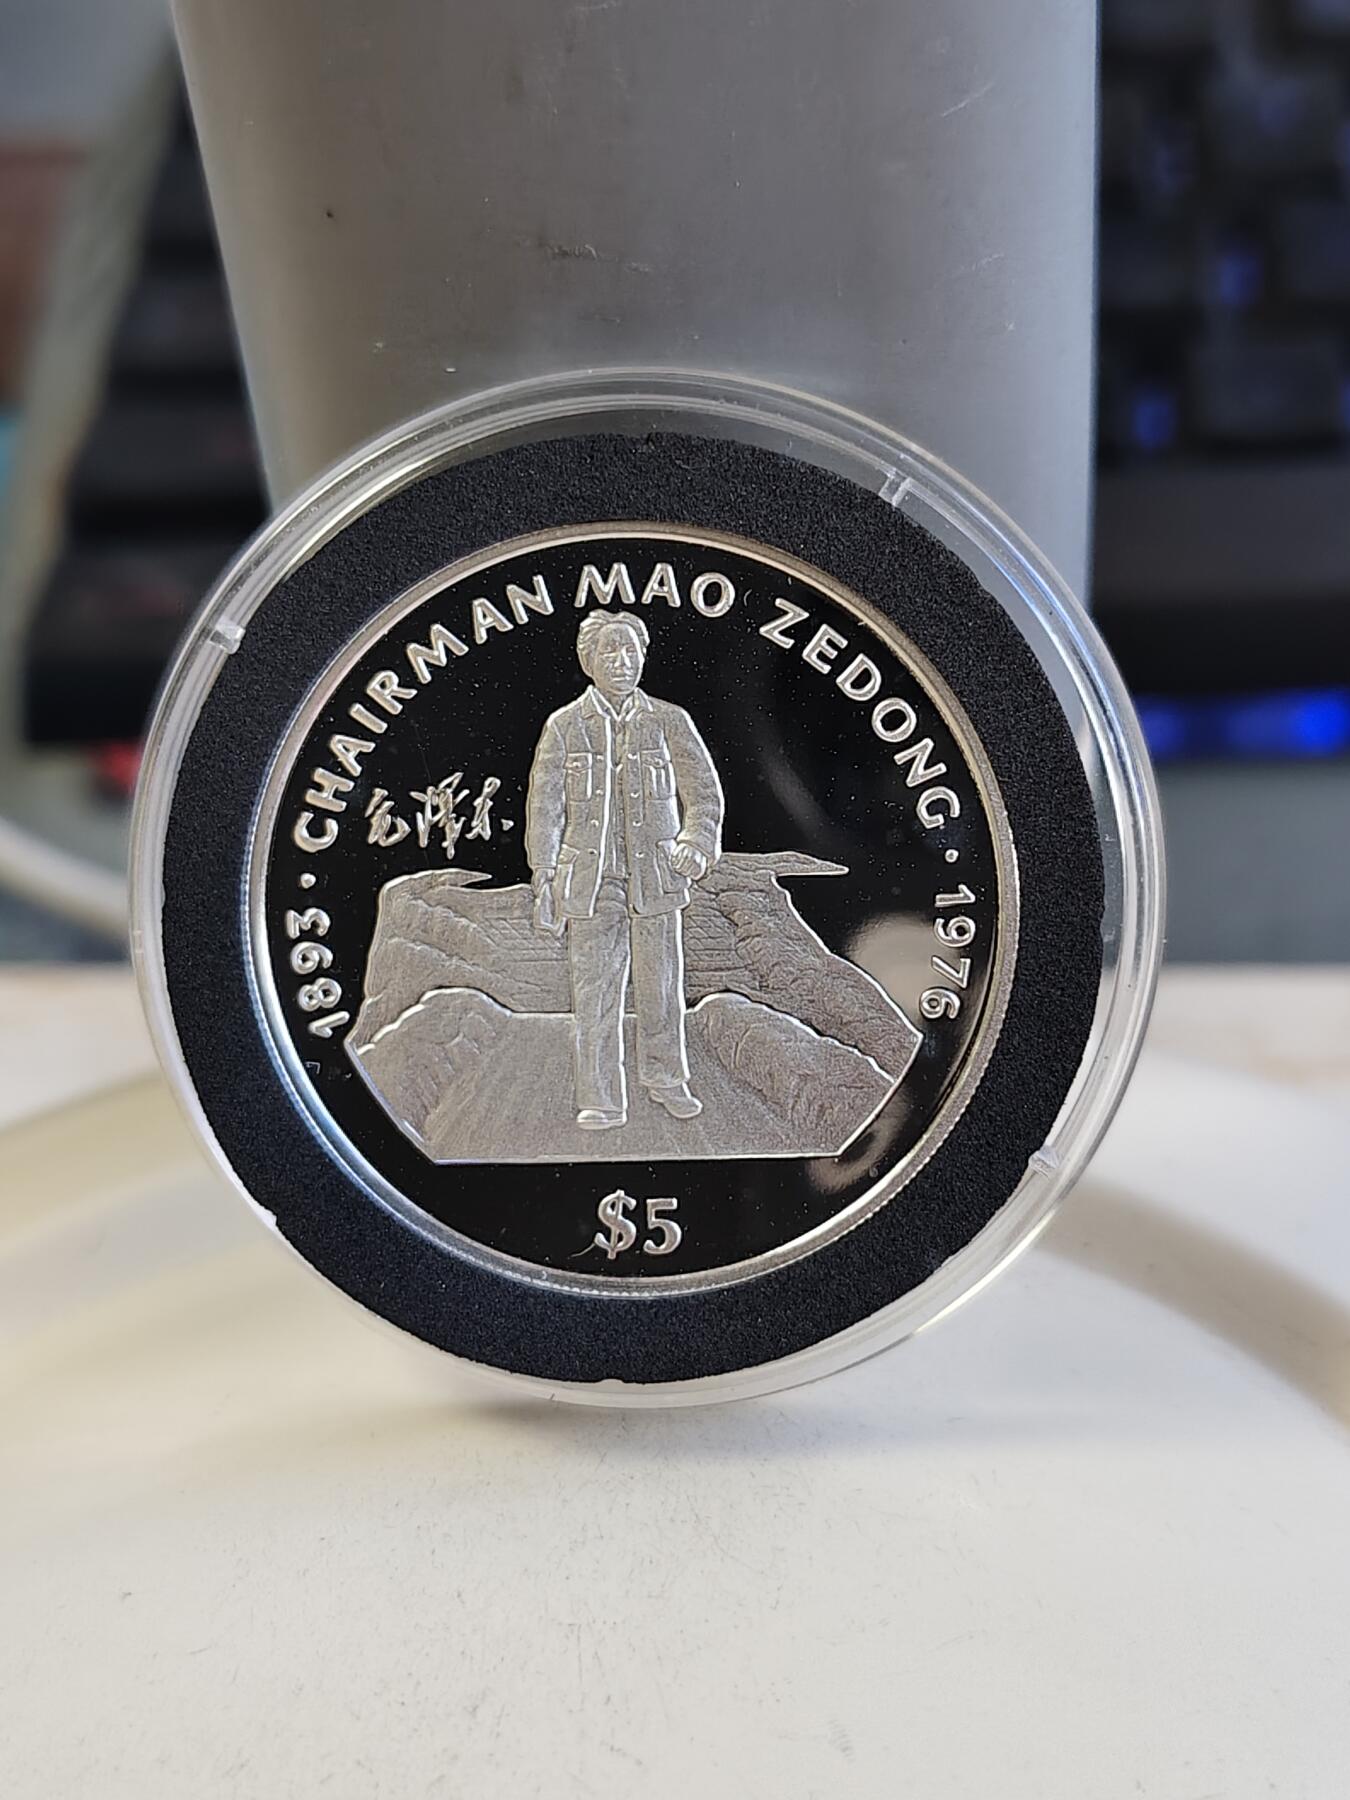 1893 · CHAIRMAN MAO ZEDONG · 1976
毛泽东
$5